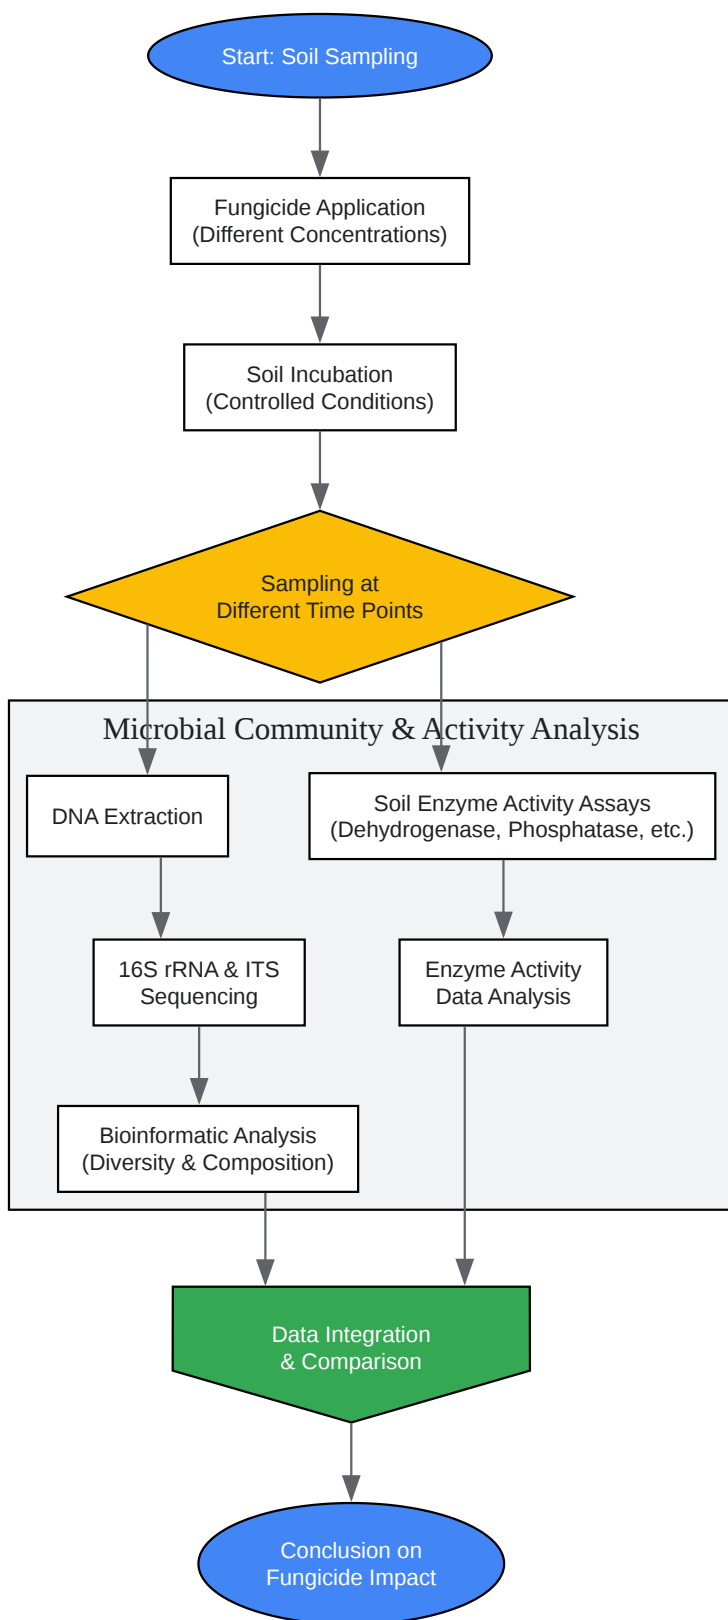 Start: Soil Sampling
Fungicide Application
(Different Concentrations)
Soil Incubation
(Controlled Conditions)
Sampling at
Different Time Points
Microbial Community & Activity Analysis
DNA Extraction
Soil Enzyme Activity Assays
(Dehydrogenase, Phosphatase, etc.)
16S rRNA & ITS
Sequencing
Enzyme Activity
Data Analysis
Bioinformatic Analysis
(Diversity & Composition)
Data Integration
& Comparison
Conclusion on
Fungicide Impact